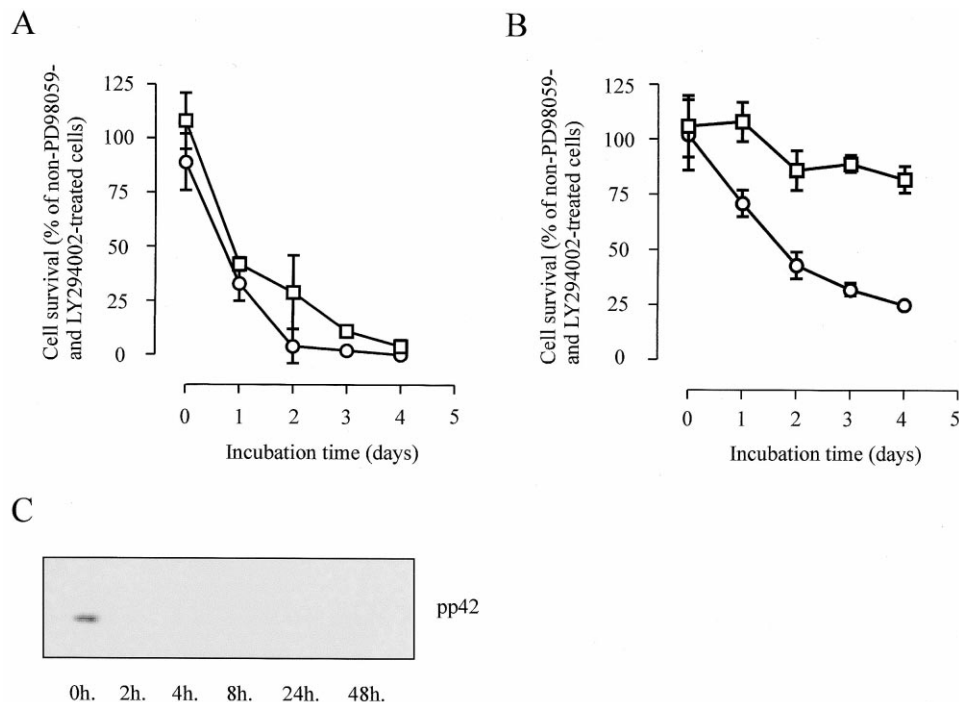 A
Cell survival (% of non-PD98059-
and LY294002-treated cells)
125
100
75
50
25
0
0 1 2 3 4 5
Incubation time (days)
B
Cell survival (% of non-PD98059-
and LY294002-treated cells)
125
100
75
50
25
0
0 1 2 3 4 5
Incubation time (days)
C
pp42
0h. 2h. 4h. 8h. 24h. 48h.